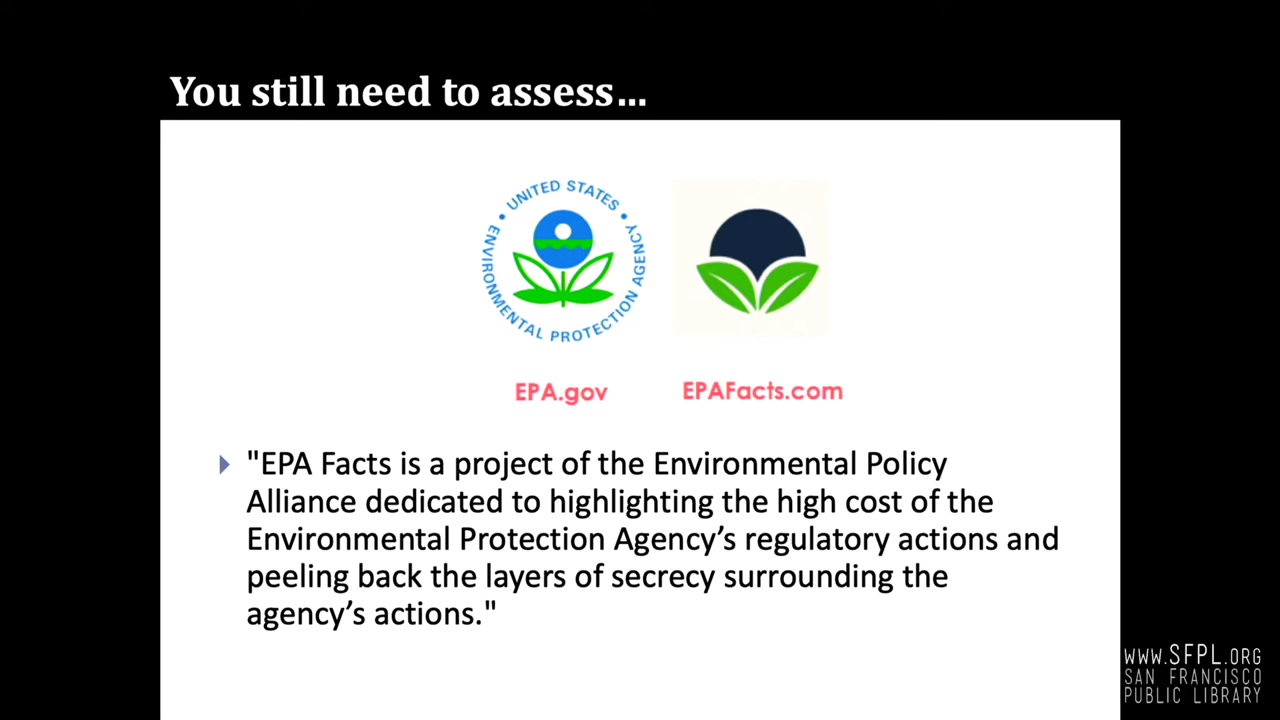 You still need to assess…
UNITED STATES
ENVIRONMENTAL PROTECTION AGENCY
EPA.gov
EPAFacts.com
"EPA Facts is a project of the Environmental Policy
Alliance dedicated to highlighting the high cost of the
Environmental Protection Agency’s regulatory actions and
peeling back the layers of secrecy surrounding the
agency’s actions."
WWW.SFPL.ORG
SAN FRANCISCO
PUBLIC LIBRARY